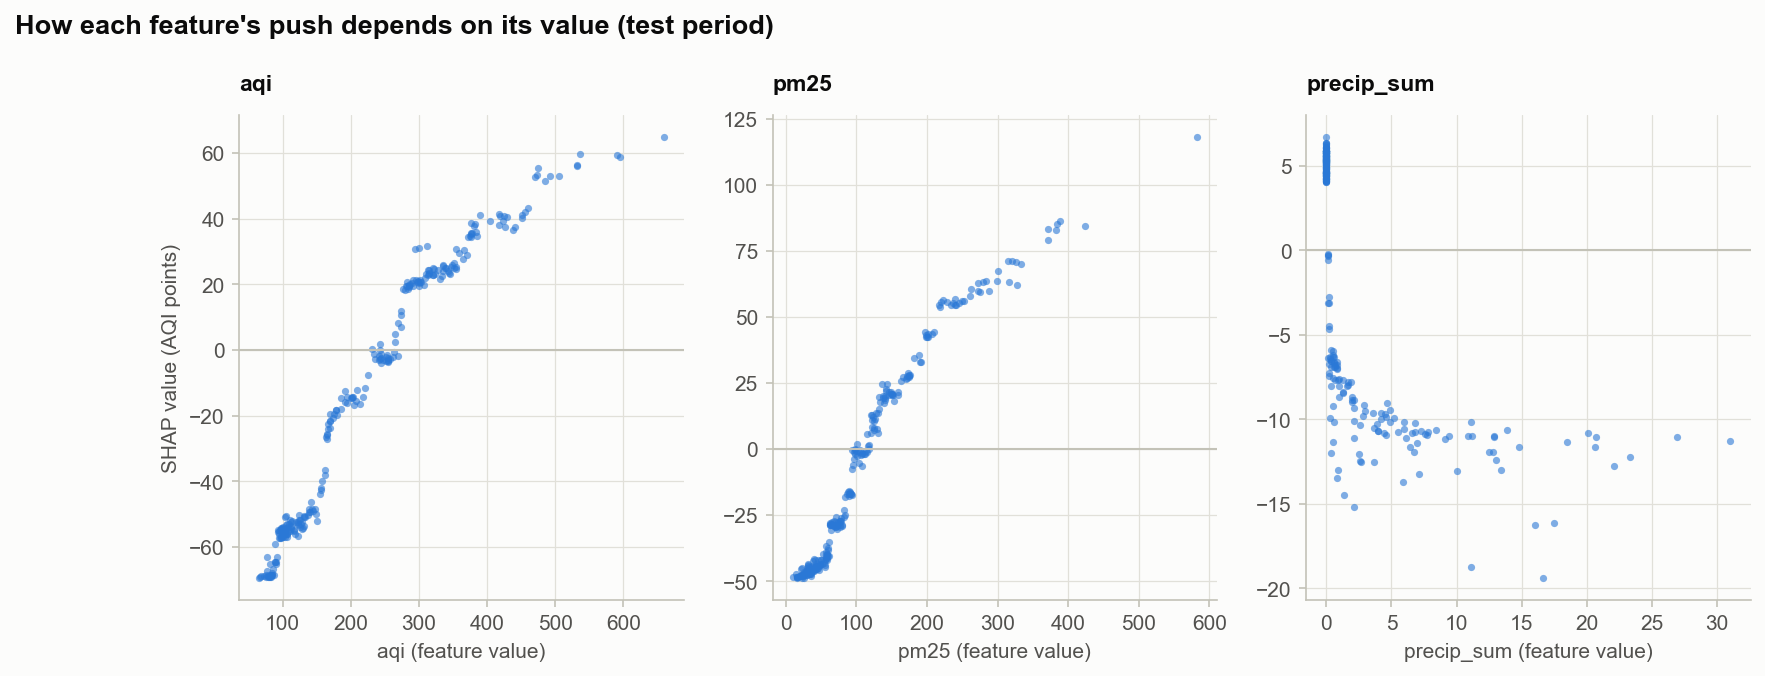 How each feature's push depends on its value (test period)
aqi
pm25
precip_sum
SHAP value (AQI points)
60
40
20
0
−20
−40
−60
100 200 300 400 500 600
aqi (feature value)
125
100
75
50
25
0
−25
−50
0 100 200 300 400 500 600
pm25 (feature value)
5
0
−5
−10
−15
−20
0 5 10 15 20 25 30
precip_sum (feature value)